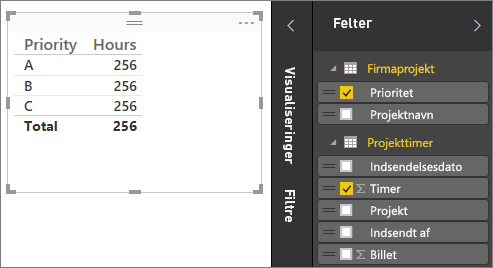 Priority Hours
A 256
B 256
C 256
Total 256
Visualiseringer
Filtre
Felter
Firmaprojekt
Prioritet
Projektnavn
Projekttimer
Indsendelsesdato
Σ Timer
Projekt
Indsendt af
Σ Billet